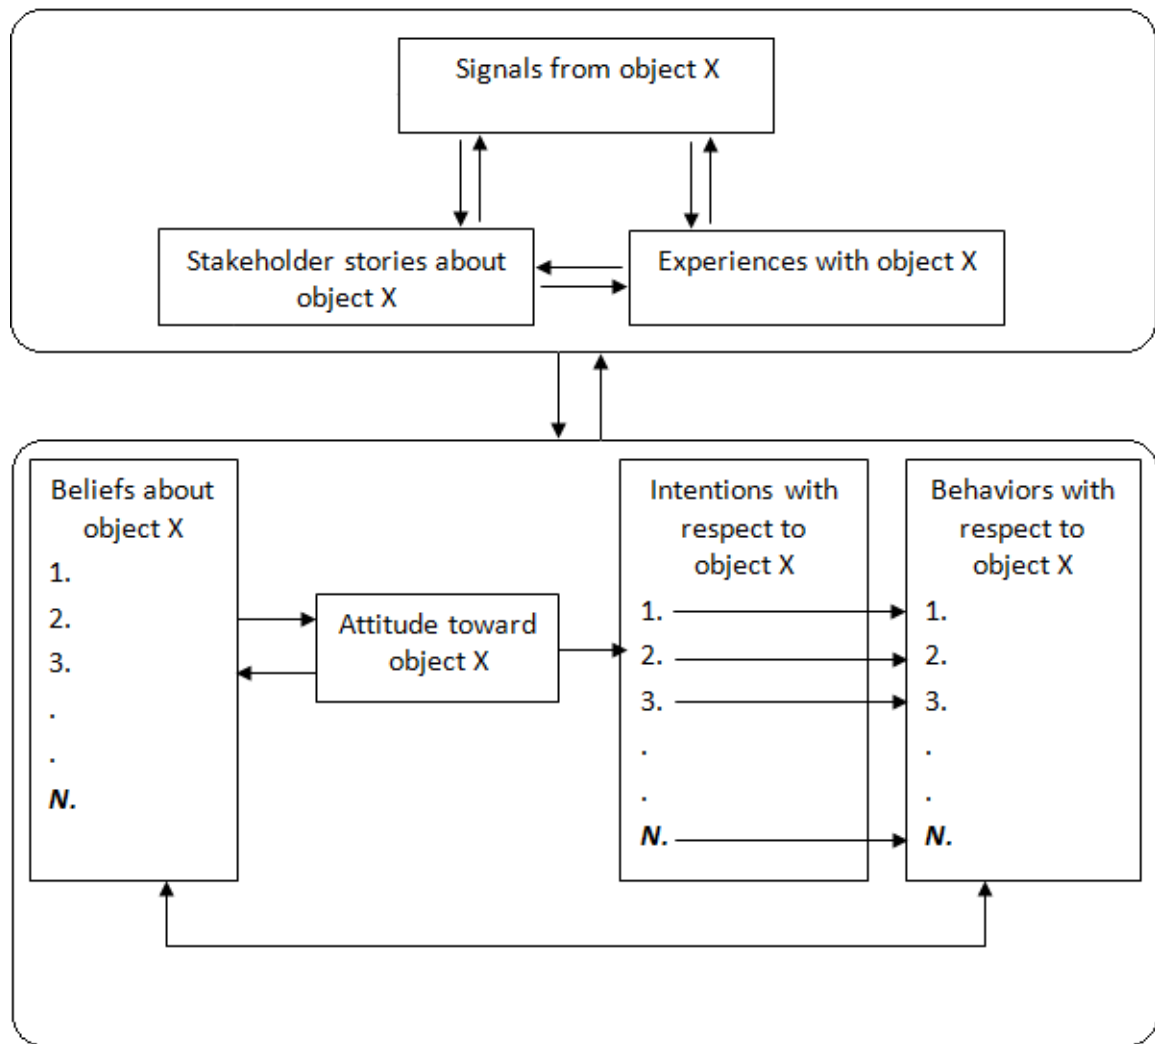 Signals from object X
Stakeholder stories about
object X
Experiences with object X
Beliefs about
object X
1.
2.
3.
.
.
N.
Attitude toward
object X
Intentions with
respect to
object X
1.
2.
3.
.
.
N.
Behaviors with
respect to
object X
1.
2.
3.
.
.
N.